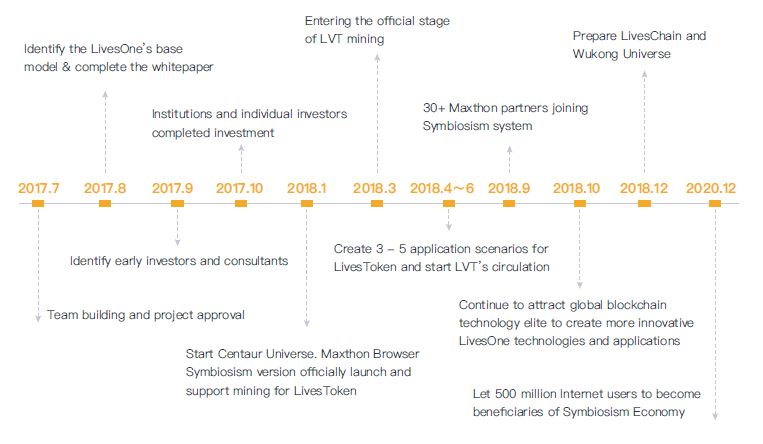 Entering the official stage
of LVT mining
Identify the LivesOne's base
model & complete the whitepaper
Prepare LivesChain and
Wukong Universe
Institutions and individual investors
completed investment
30+ Maxthon partners joining
Symbiosism system
2017.7 2017.8 2017.9 2017.10 2018.1 2018.3 2018.4～6 2018.9 2018.10 2018.12 2020.12
Identify early investors and consultants
Create 3 – 5 application scenarios for
LivesToken and start LVT's circulation
Team building and project approval
Continue to attract global blockchain
technology elite to create more innovative
LivesOne technologies and applications
Start Centaur Universe. Maxthon Browser
Symbiosism version officially launch and
support mining for LivesToken
Let 500 million Internet users to become
beneficiaries of Symbiosism Economy